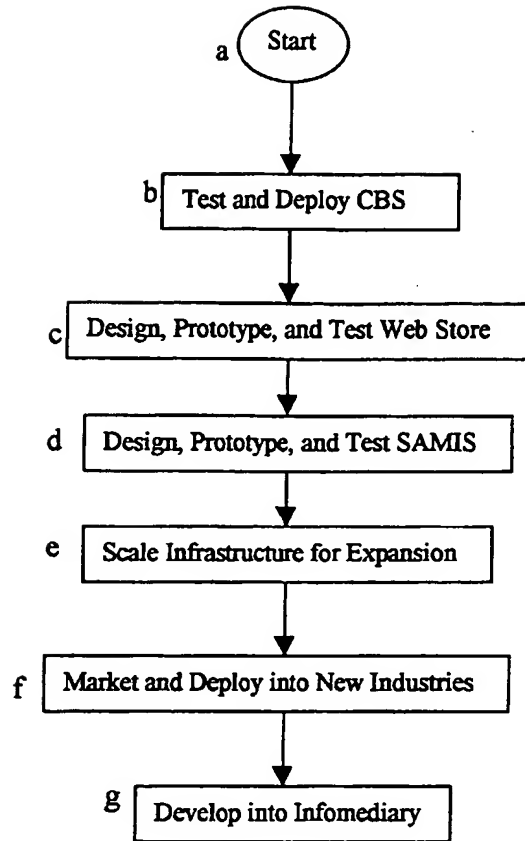 a Start
b Test and Deploy CBS
c Design, Prototype, and Test Web Store
d Design, Prototype, and Test SAMIS
e Scale Infrastructure for Expansion
f Market and Deploy into New Industries
g Develop into Infomediary